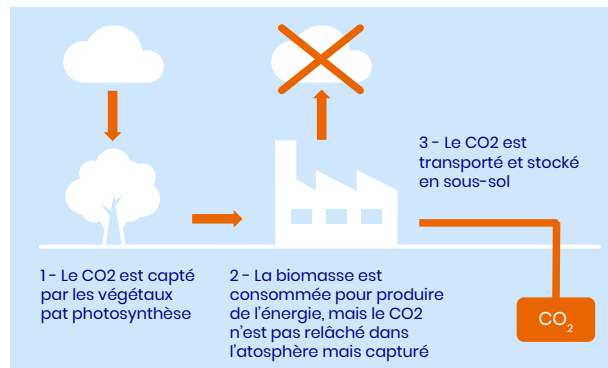 3 - Le CO2 est
transporté et stocké
en sous-sol
1 - Le CO2 est capté
par les végétaux
pat photosynthèse
2 - La biomasse est
consommée pour produire
de l'énergie, mais le CO2
n'est pas relâché dans
l'atosphère mais capturé
CO₂